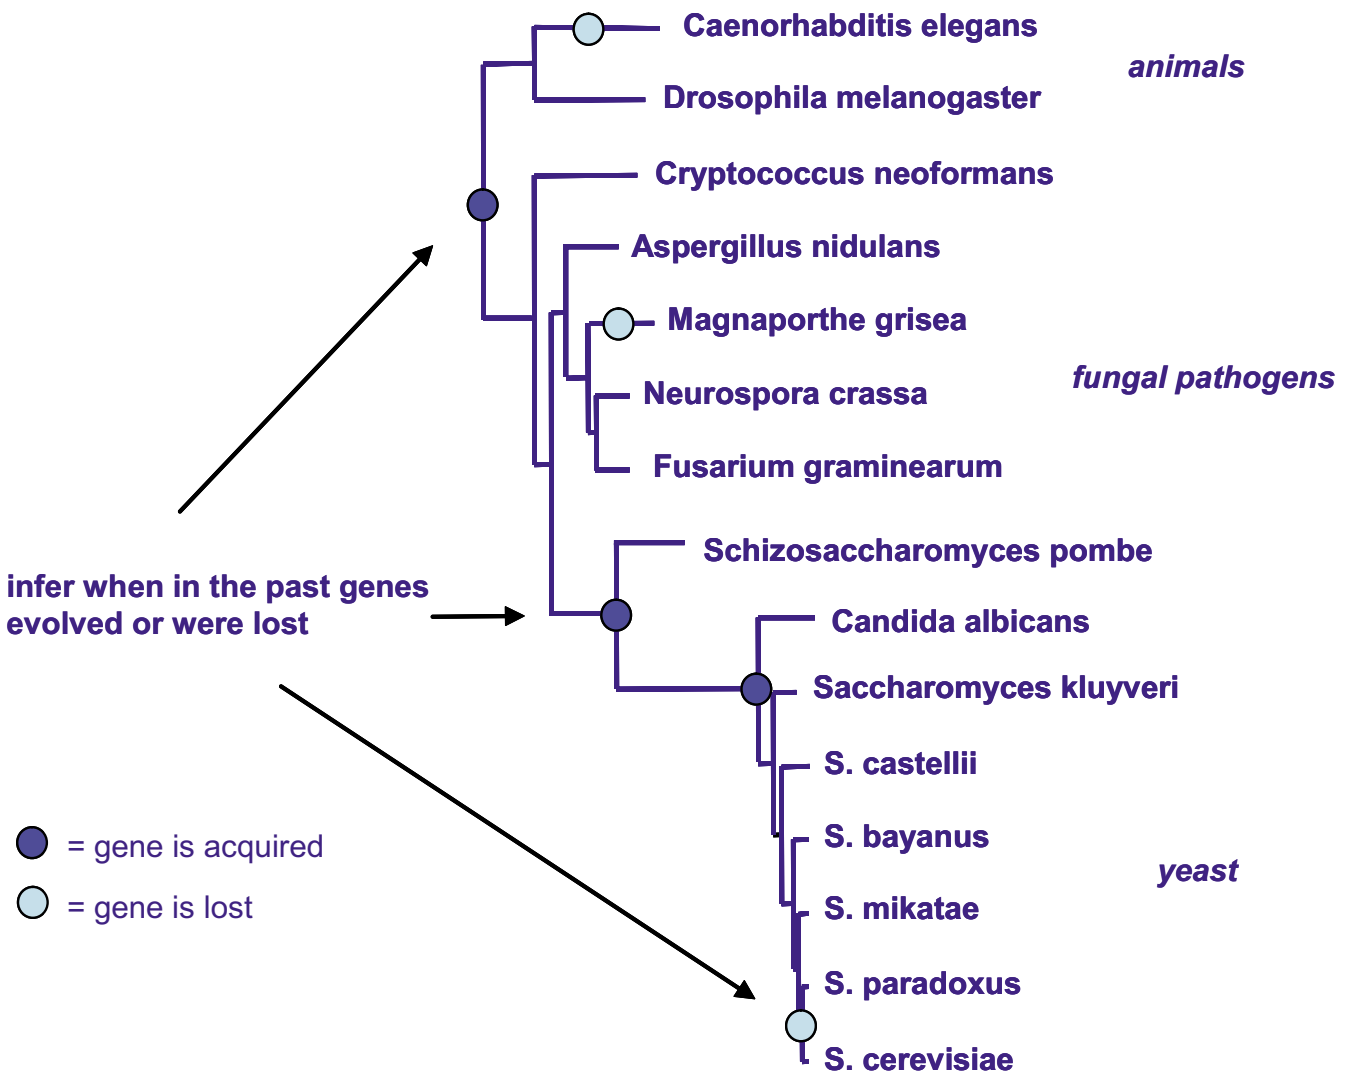 Caenorhabditis elegans
animals
Drosophila melanogaster
Cryptococcus neoformans
Aspergillus nidulans
Magnaporthe grisea
fungal pathogens
Neurospora crassa
Fusarium graminearum
Schizosaccharomyces pombe
infer when in the past genes
evolved or were lost
Candida albicans
Saccharomyces kluyveri
S. castellii
S. bayanus
= gene is acquired
yeast
= gene is lost
S. mikatae
S. paradoxus
S. cerevisiae